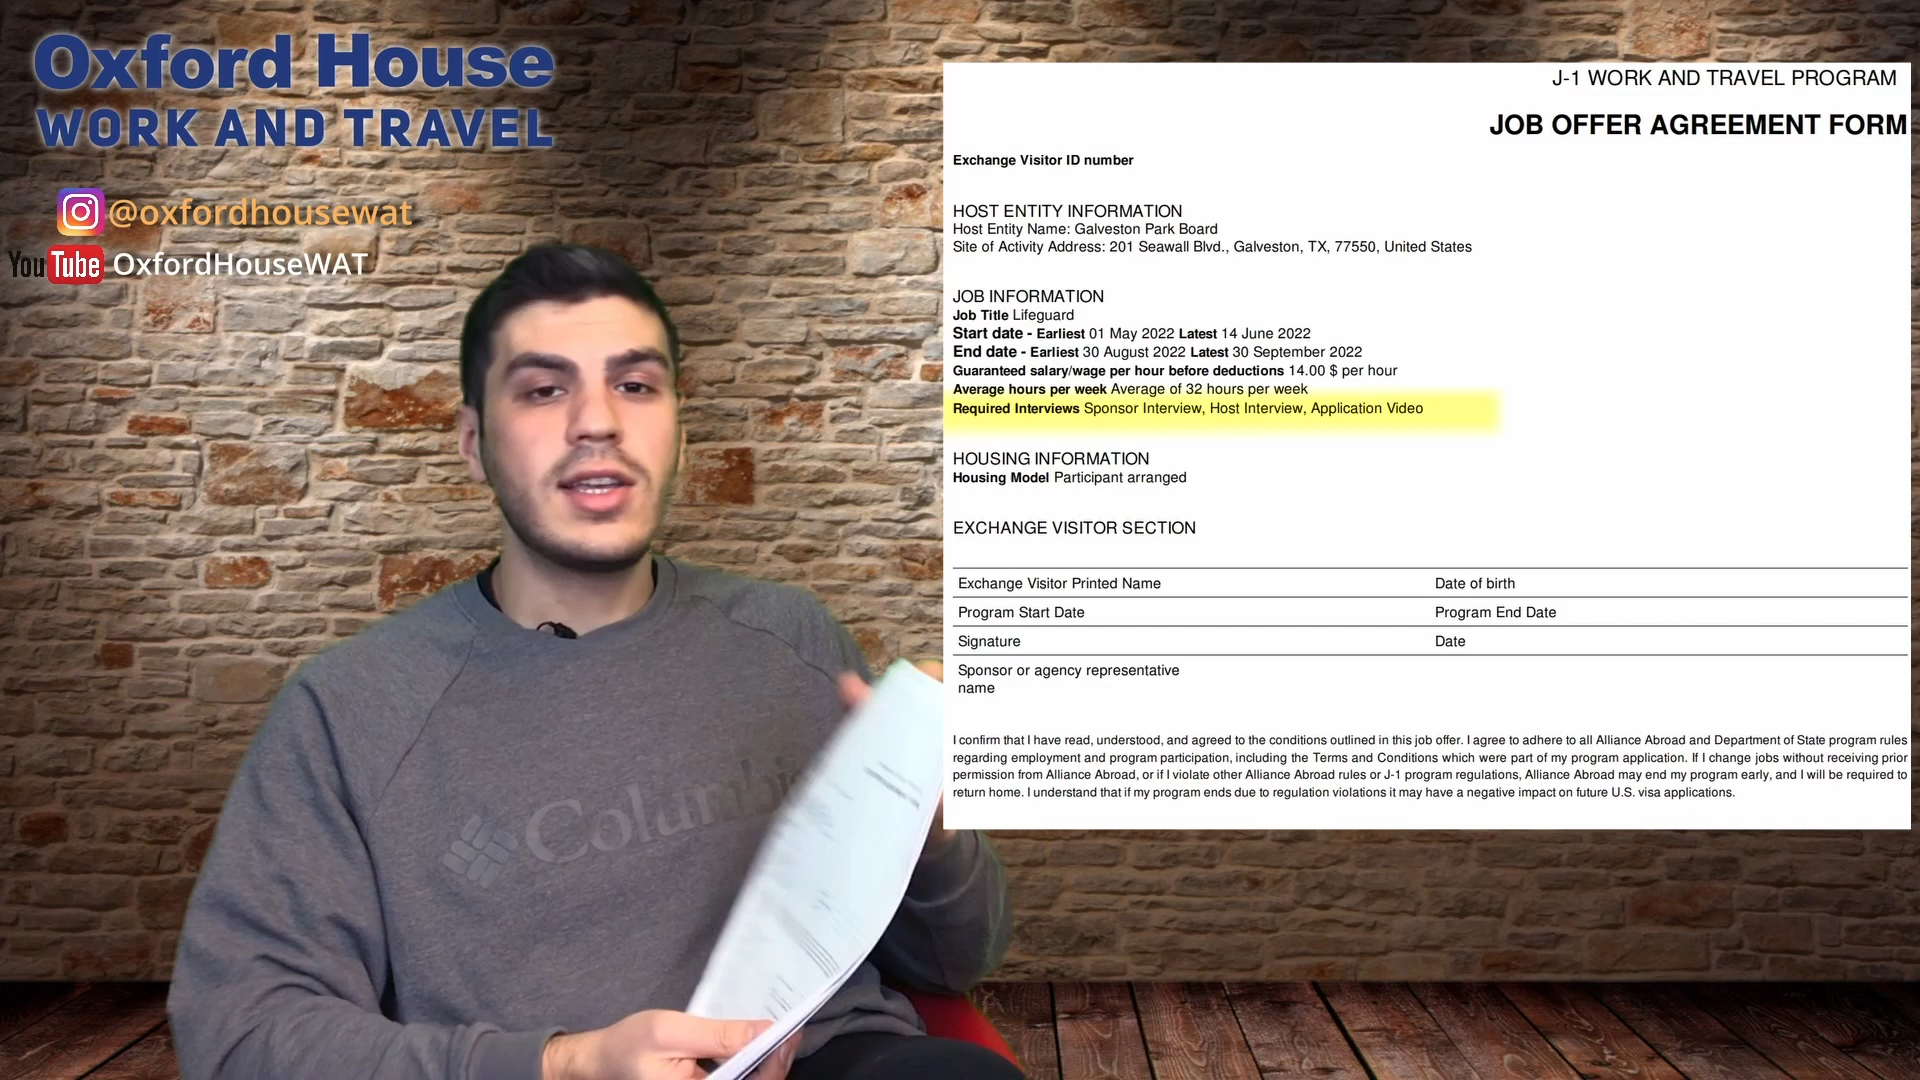 Oxford House
WORK AND TRAVEL
@oxfordhousewat
YouTube OxfordHouseWAT
Columbia
J-1 WORK AND TRAVEL PROGRAM
JOB OFFER AGREEMENT FORM
Exchange Visitor ID number
HOST ENTITY INFORMATION
Host Entity Name: Galveston Park Board
Site of Activity Address: 201 Seawall Blvd., Galveston, TX, 77550, United States
JOB INFORMATION
Job Title Lifeguard
Start date - Earliest 01 May 2022 Latest 14 June 2022
End date - Earliest 30 August 2022 Latest 30 September 2022
Guaranteed salary/wage per hour before deductions 14.00 $ per hour
Average hours per week Average of 32 hours per week
Required Interviews Sponsor Interview, Host Interview, Application Video
HOUSING INFORMATION
Housing Model Participant arranged
EXCHANGE VISITOR SECTION
Exchange Visitor Printed Name Date of birth
Program Start Date Program End Date
Signature Date
Sponsor or agency representative
name
I confirm that I have read, understood, and agreed to the conditions outlined in this job offer. I agree to adhere to all Alliance Abroad and Department of State program rules
regarding employment and program participation, including the Terms and Conditions which were part of my program application. If I change jobs without receiving prior
permission from Alliance Abroad, or if I violate other Alliance Abroad rules or J-1 program regulations, Alliance Abroad may end my program early, and I will be required to
return home. I understand that if my program ends due to regulation violations it may have a negative impact on future U.S. visa applications.